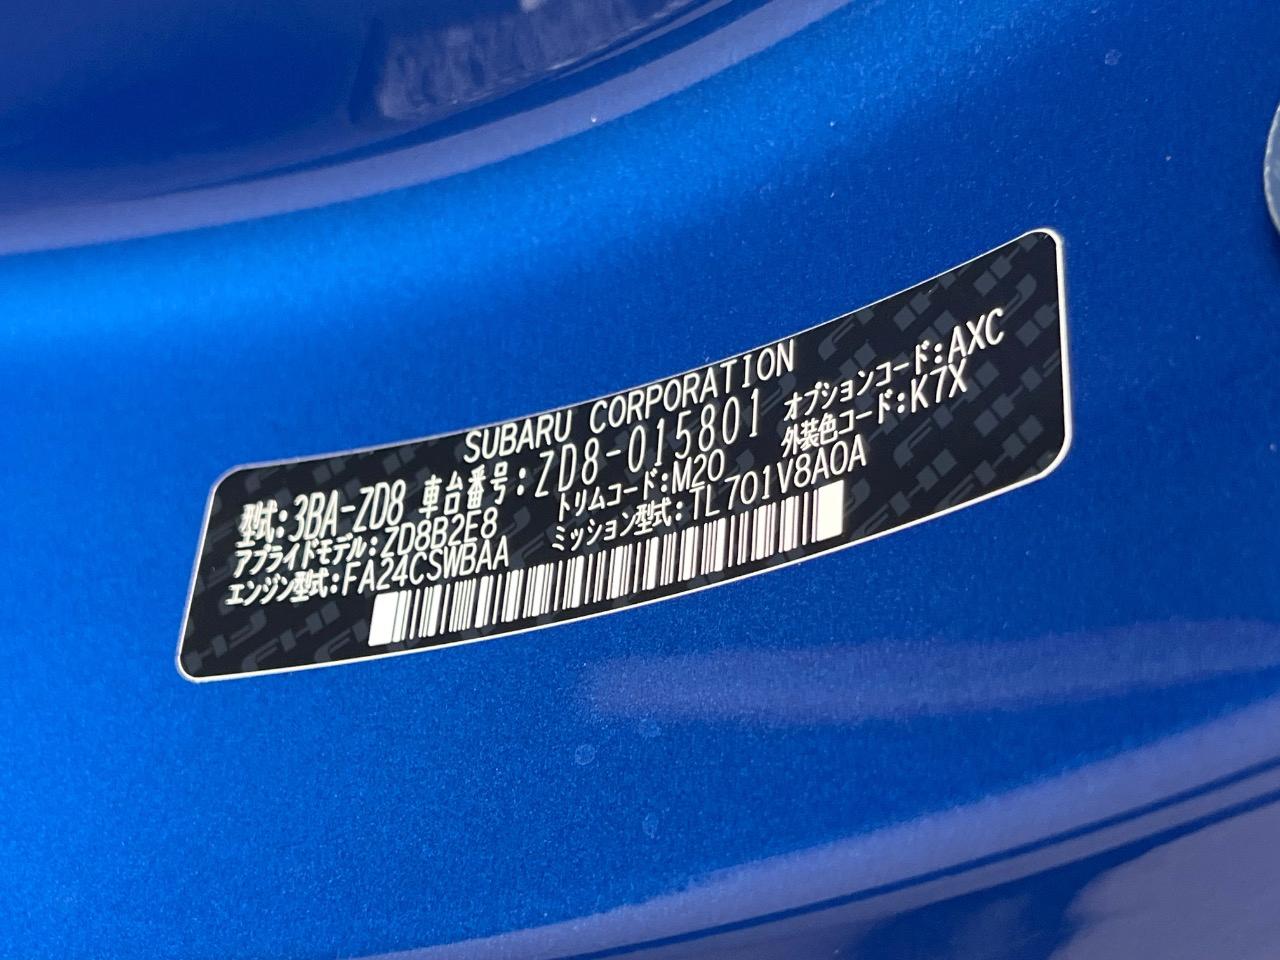 SUBARU CORPORATION
型式:3BA-ZD8 車台番号:ZD8-015801
アプライドモデル:ZD8B2E8 トリムコード:M20 オプションコード:AXC
エンジン型式:FA24CSWBAA ミッション型式:TL701V8A0A 外装色コード:K7X